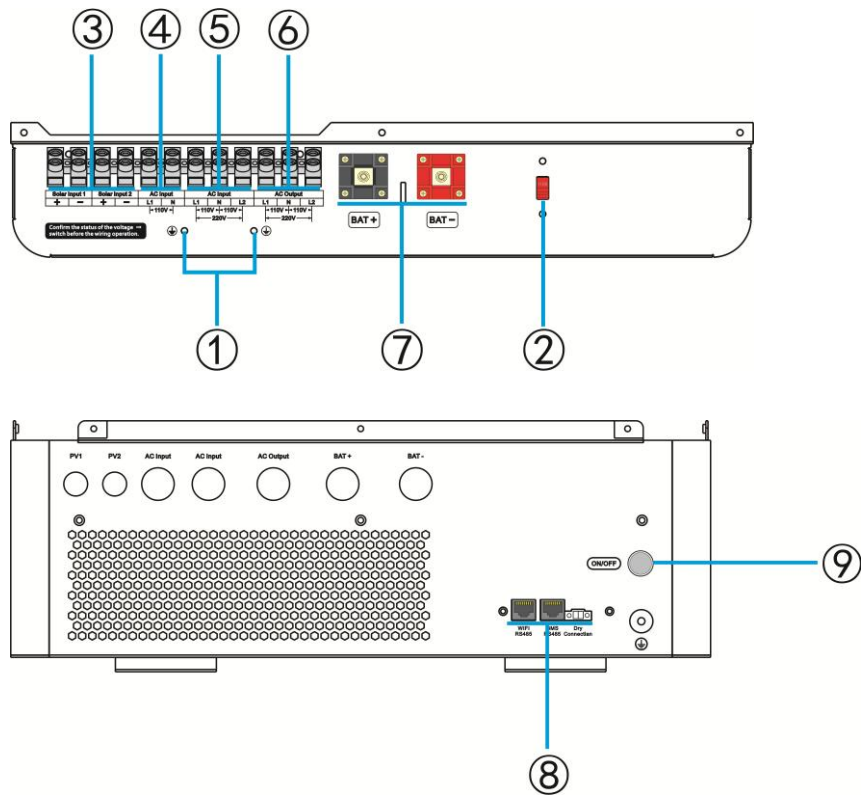 ③ ④ ⑤ ⑥
Solar Input 1 Solar Input 2 AC Input AC Input AC Output
+ − + − L1 N L1 N L2 L1 N L2
110V 110V 110V 110V 110V
220V 220V
Confirm the status of the voltage
switch before the wiring operation.
BAT + BAT −
① ⑦ ②
PV1 PV2 AC Input AC Input AC Output BAT + BAT -
ON/OFF ⑨
WIFI Dry
RS485 Connection
⑧